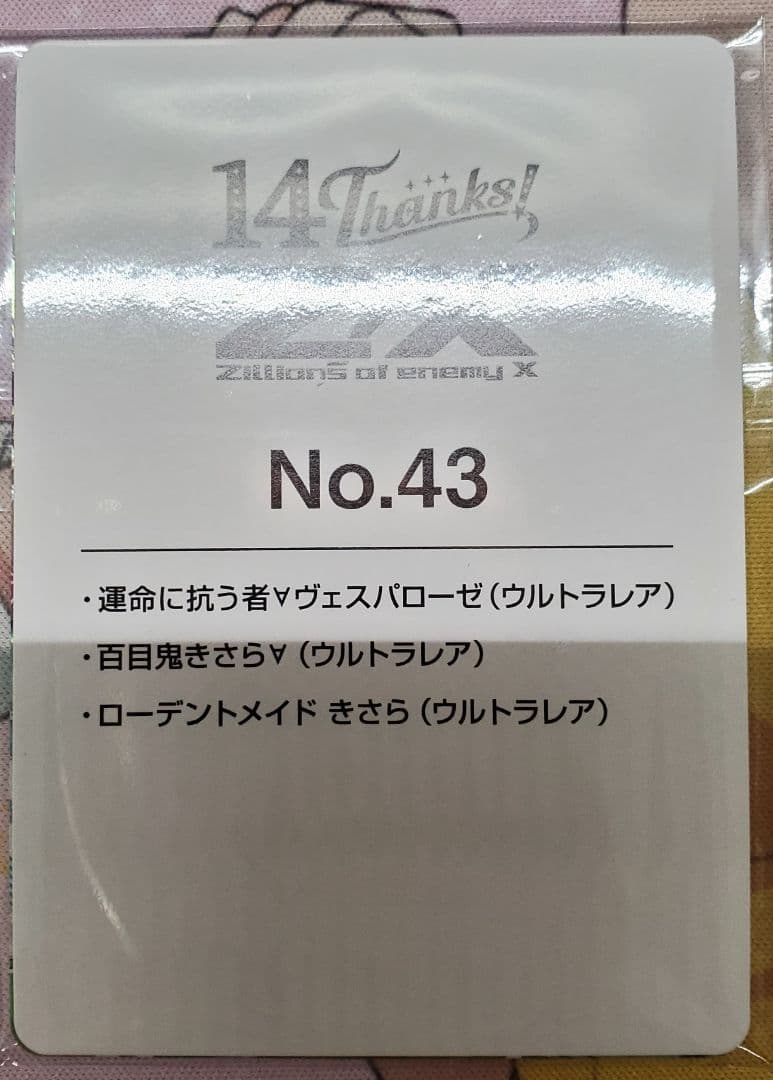 14 Thanks!
Z/X
Zillions of enemy X
No.43
・運命に抗う者∀ヴェスパローゼ(ウルトラレア)
・百目鬼きさら∀(ウルトラレア)
・ローデントメイド きさら(ウルトラレア)